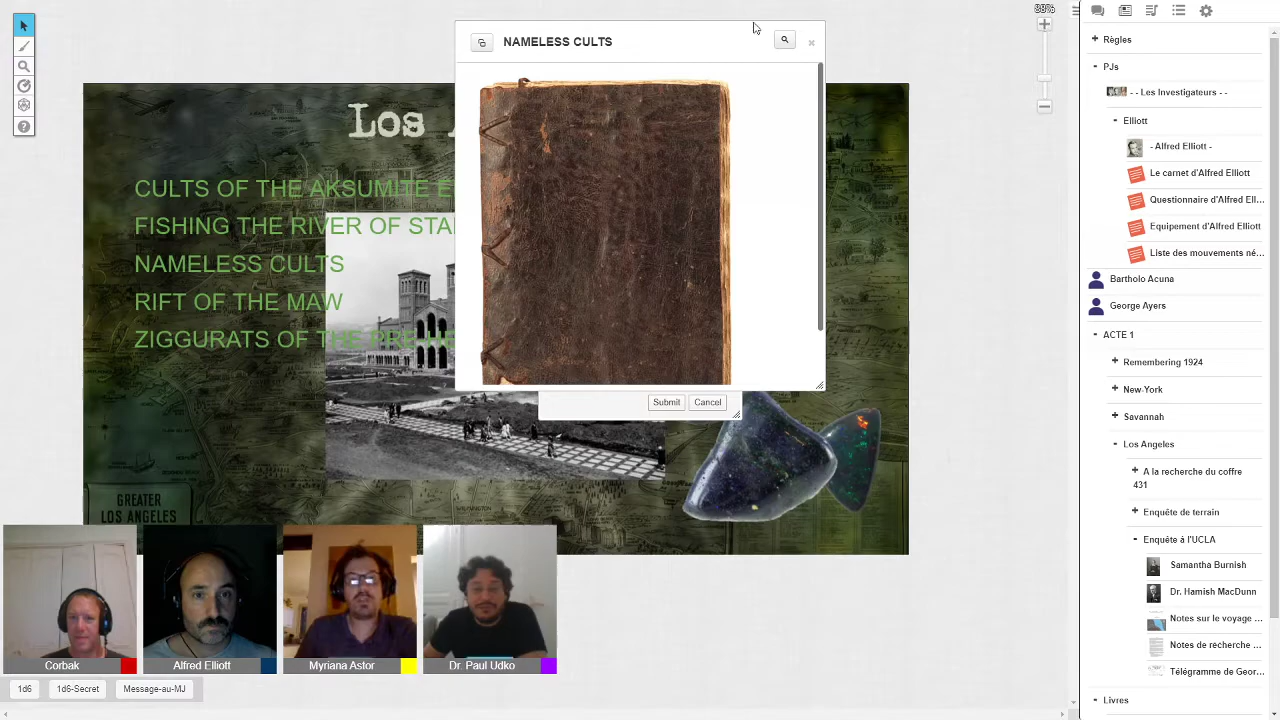 88%
NAMELESS CULTS
Los A
CULTS OF THE AKSUMITE E
FISHING THE RIVER OF STA
NAMELESS CULTS
RIFT OF THE MAW
ZIGGURATS OF THE PRE-HE
Submit
Cancel
GREATER
LOS ANGELES
WILMINGTON
Corbak
Alfred Elliott
Myriana Astor
Dr. Paul Udko
1d6
1d6-Secret
Message-au-MJ
Règles
PJs
- - Les Investigateurs - -
Elliott
- Alfred Elliott -
Le carnet d'Alfred Elliott
Questionnaire d'Alfred Ell...
Equipement d'Alfred Elliott
Liste des mouvements né...
Bartholo Acuna
George Ayers
ACTE 1
Remembering 1924
New-York
Savannah
Los Angeles
A la recherche du coffre
431
Enquête de terrain
Enquête à l'UCLA
Samantha Burnish
Dr. Hamish MacDunn
Notes sur le voyage ...
Notes de recherche ...
Télégramme de Geor...
Livres